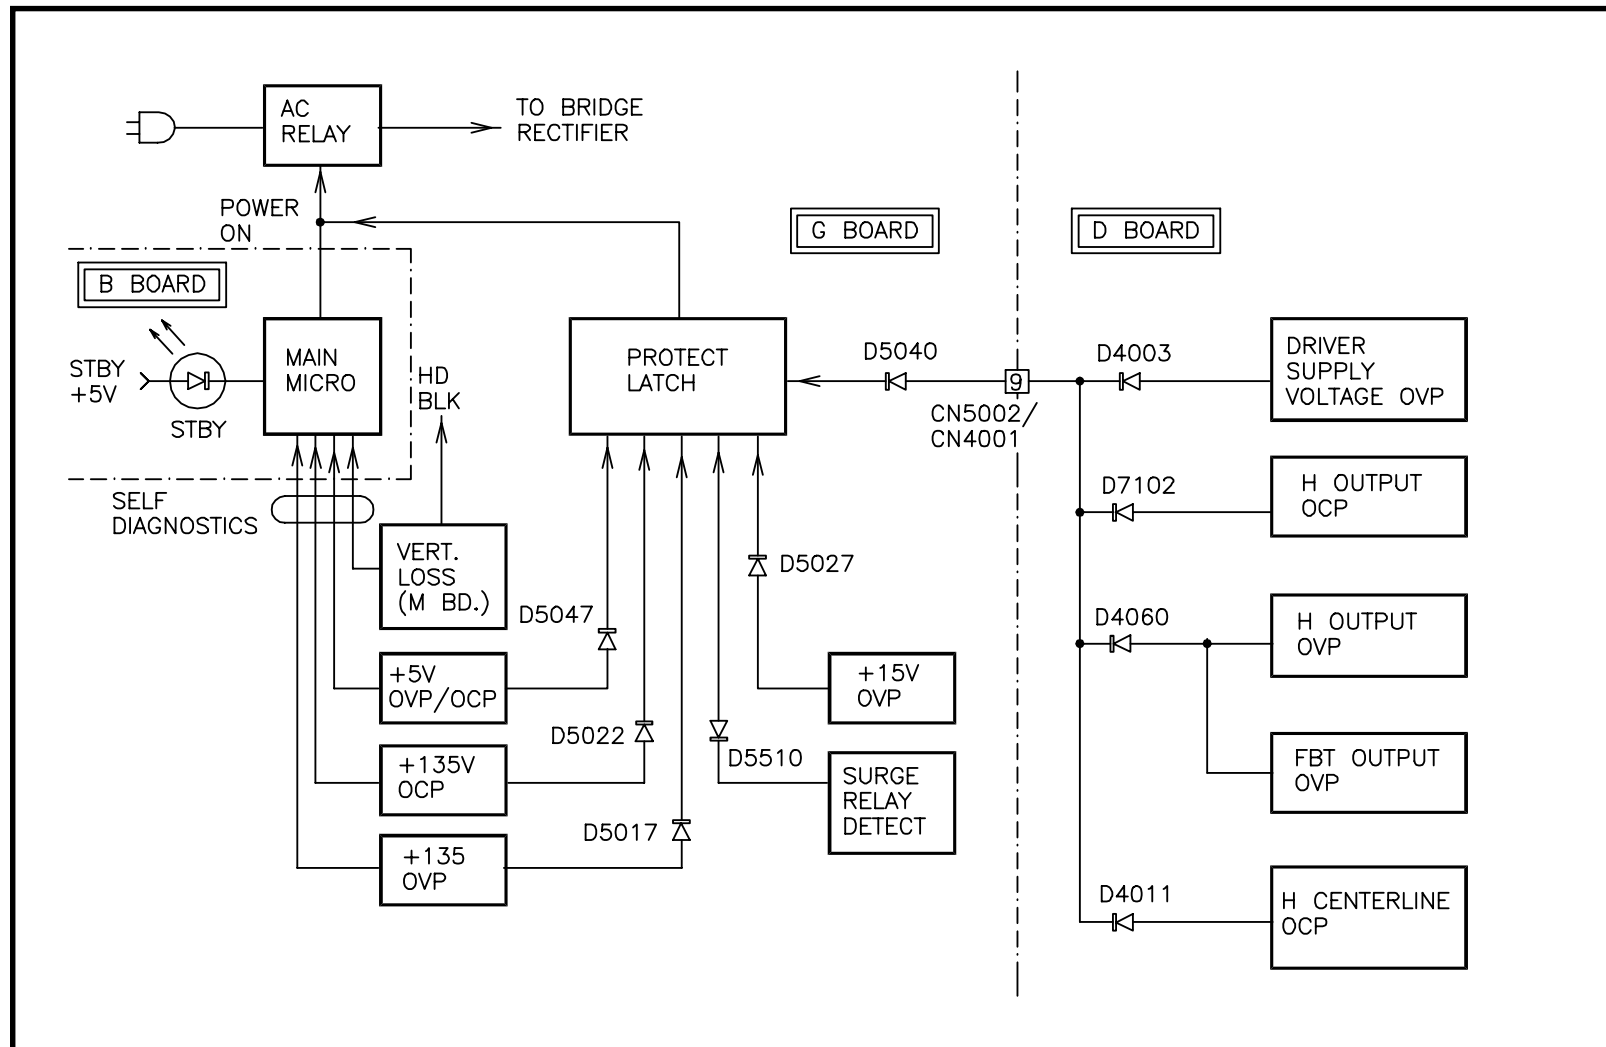 AC
RELAY
TO BRIDGE
RECTIFIER
POWER
ON
G BOARD
D BOARD
B BOARD
STBY
+5V
STBY
MAIN
MICRO
HD
BLK
PROTECT
LATCH
D5040
9
CN5002/
CN4001
D4003
DRIVER
SUPPLY
VOLTAGE OVP
D7102
H OUTPUT
OCP
SELF
DIAGNOSTICS
VERT.
LOSS
(M BD.)
D5047
D5027
D4060
H OUTPUT
OVP
+5V
OVP/OCP
+15V
OVP
D5022
D5510
+135V
OCP
SURGE
RELAY
DETECT
FBT OUTPUT
OVP
D5017
+135
OVP
D4011
H CENTERLINE
OCP